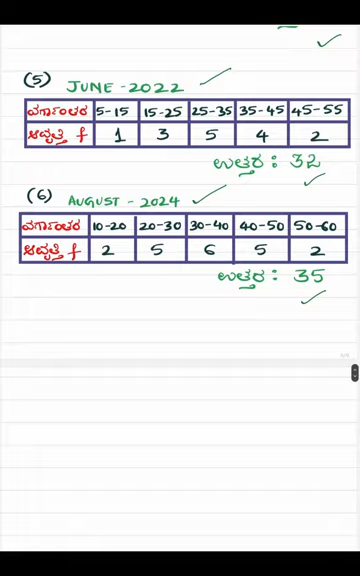 (5) JUNE - 2022
ವರ್ಗಾಂತರ 5-15 15-25 25-35 35-45 45-55
ಆವೃತ್ತಿ f 1 3 5 4 2
ಉತ್ತರ : 32
(6) AUGUST - 2024
ವರ್ಗಾಂತರ 10-20 20-30 30-40 40-50 50-60
ಆವೃತ್ತಿ f 2 5 6 5 2
ಉತ್ತರ : 35